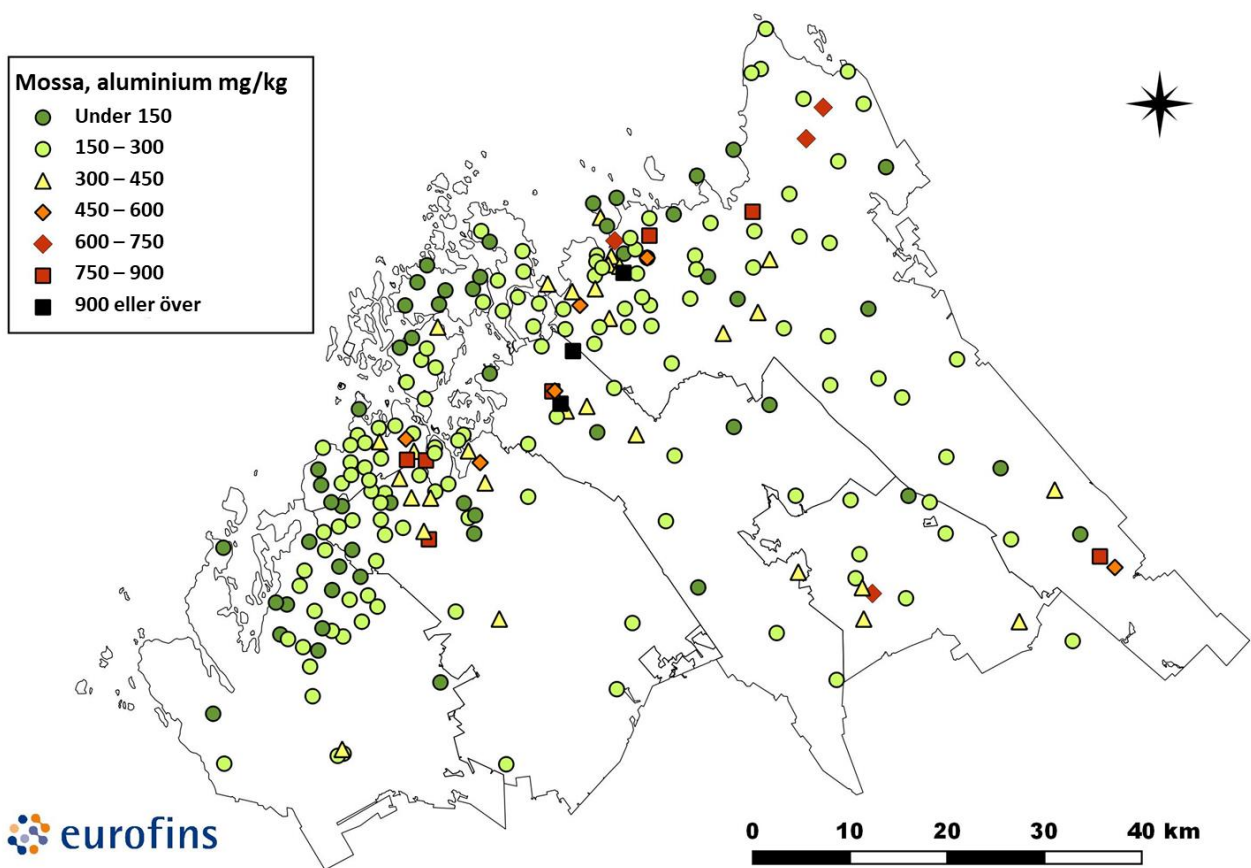 Mossa, aluminium mg/kg
Under 150
150 – 300
300 – 450
450 – 600
600 – 750
750 – 900
900 eller över
eurofins
0 10 20 30 40 km